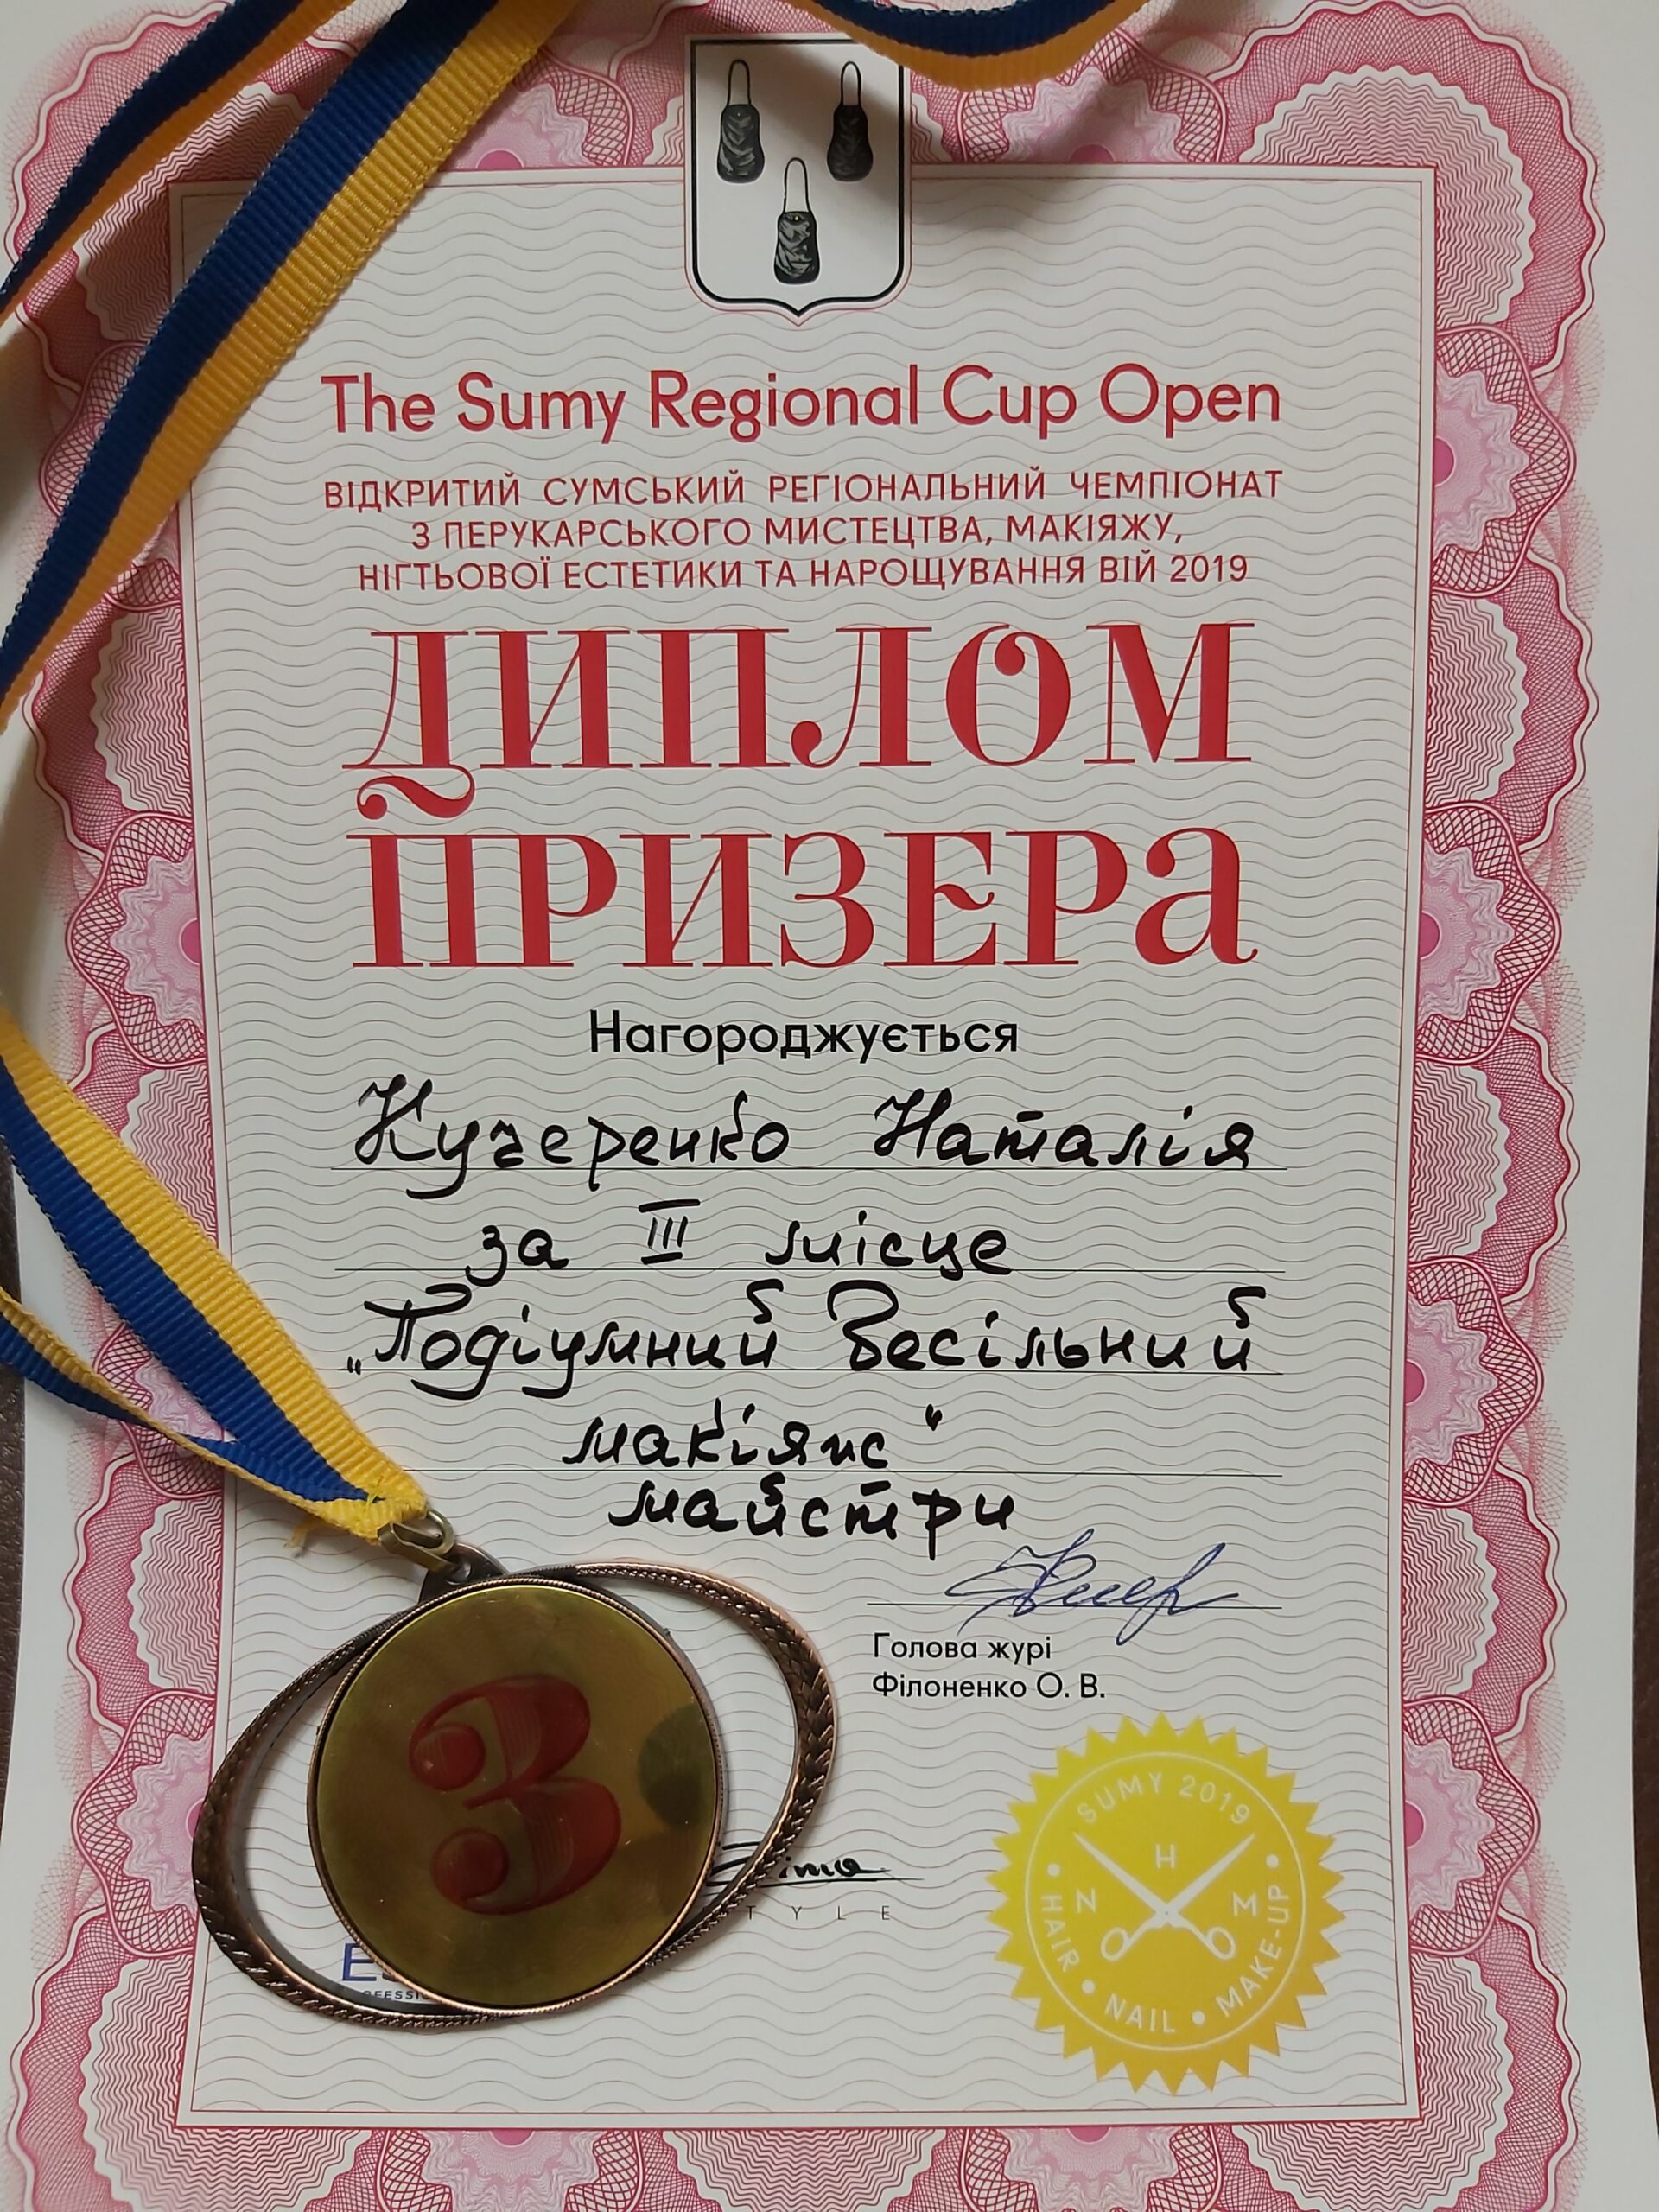 The Sumy Regional Cup Open
ВІДКРИТИЙ СУМСЬКИЙ РЕГІОНАЛЬНИЙ ЧЕМПІОНАТ
З ПЕРУКАРСЬКОГО МИСТЕЦТВА, МАКІЯЖУ,
НІГТЬОВОЇ ЕСТЕТИКИ ТА НАРОЩУВАННЯ ВІЙ 2019
ДИПЛОМ
ПРИЗЕРа
Нагороджується
Кучеренко Наталія
за III місце
„Подіумний Весільний
макіяж"
майстри
Голова журі
Філоненко О. В.
3
SUMY 2019
H
N M
HAIR • NAIL • MAKE-UP